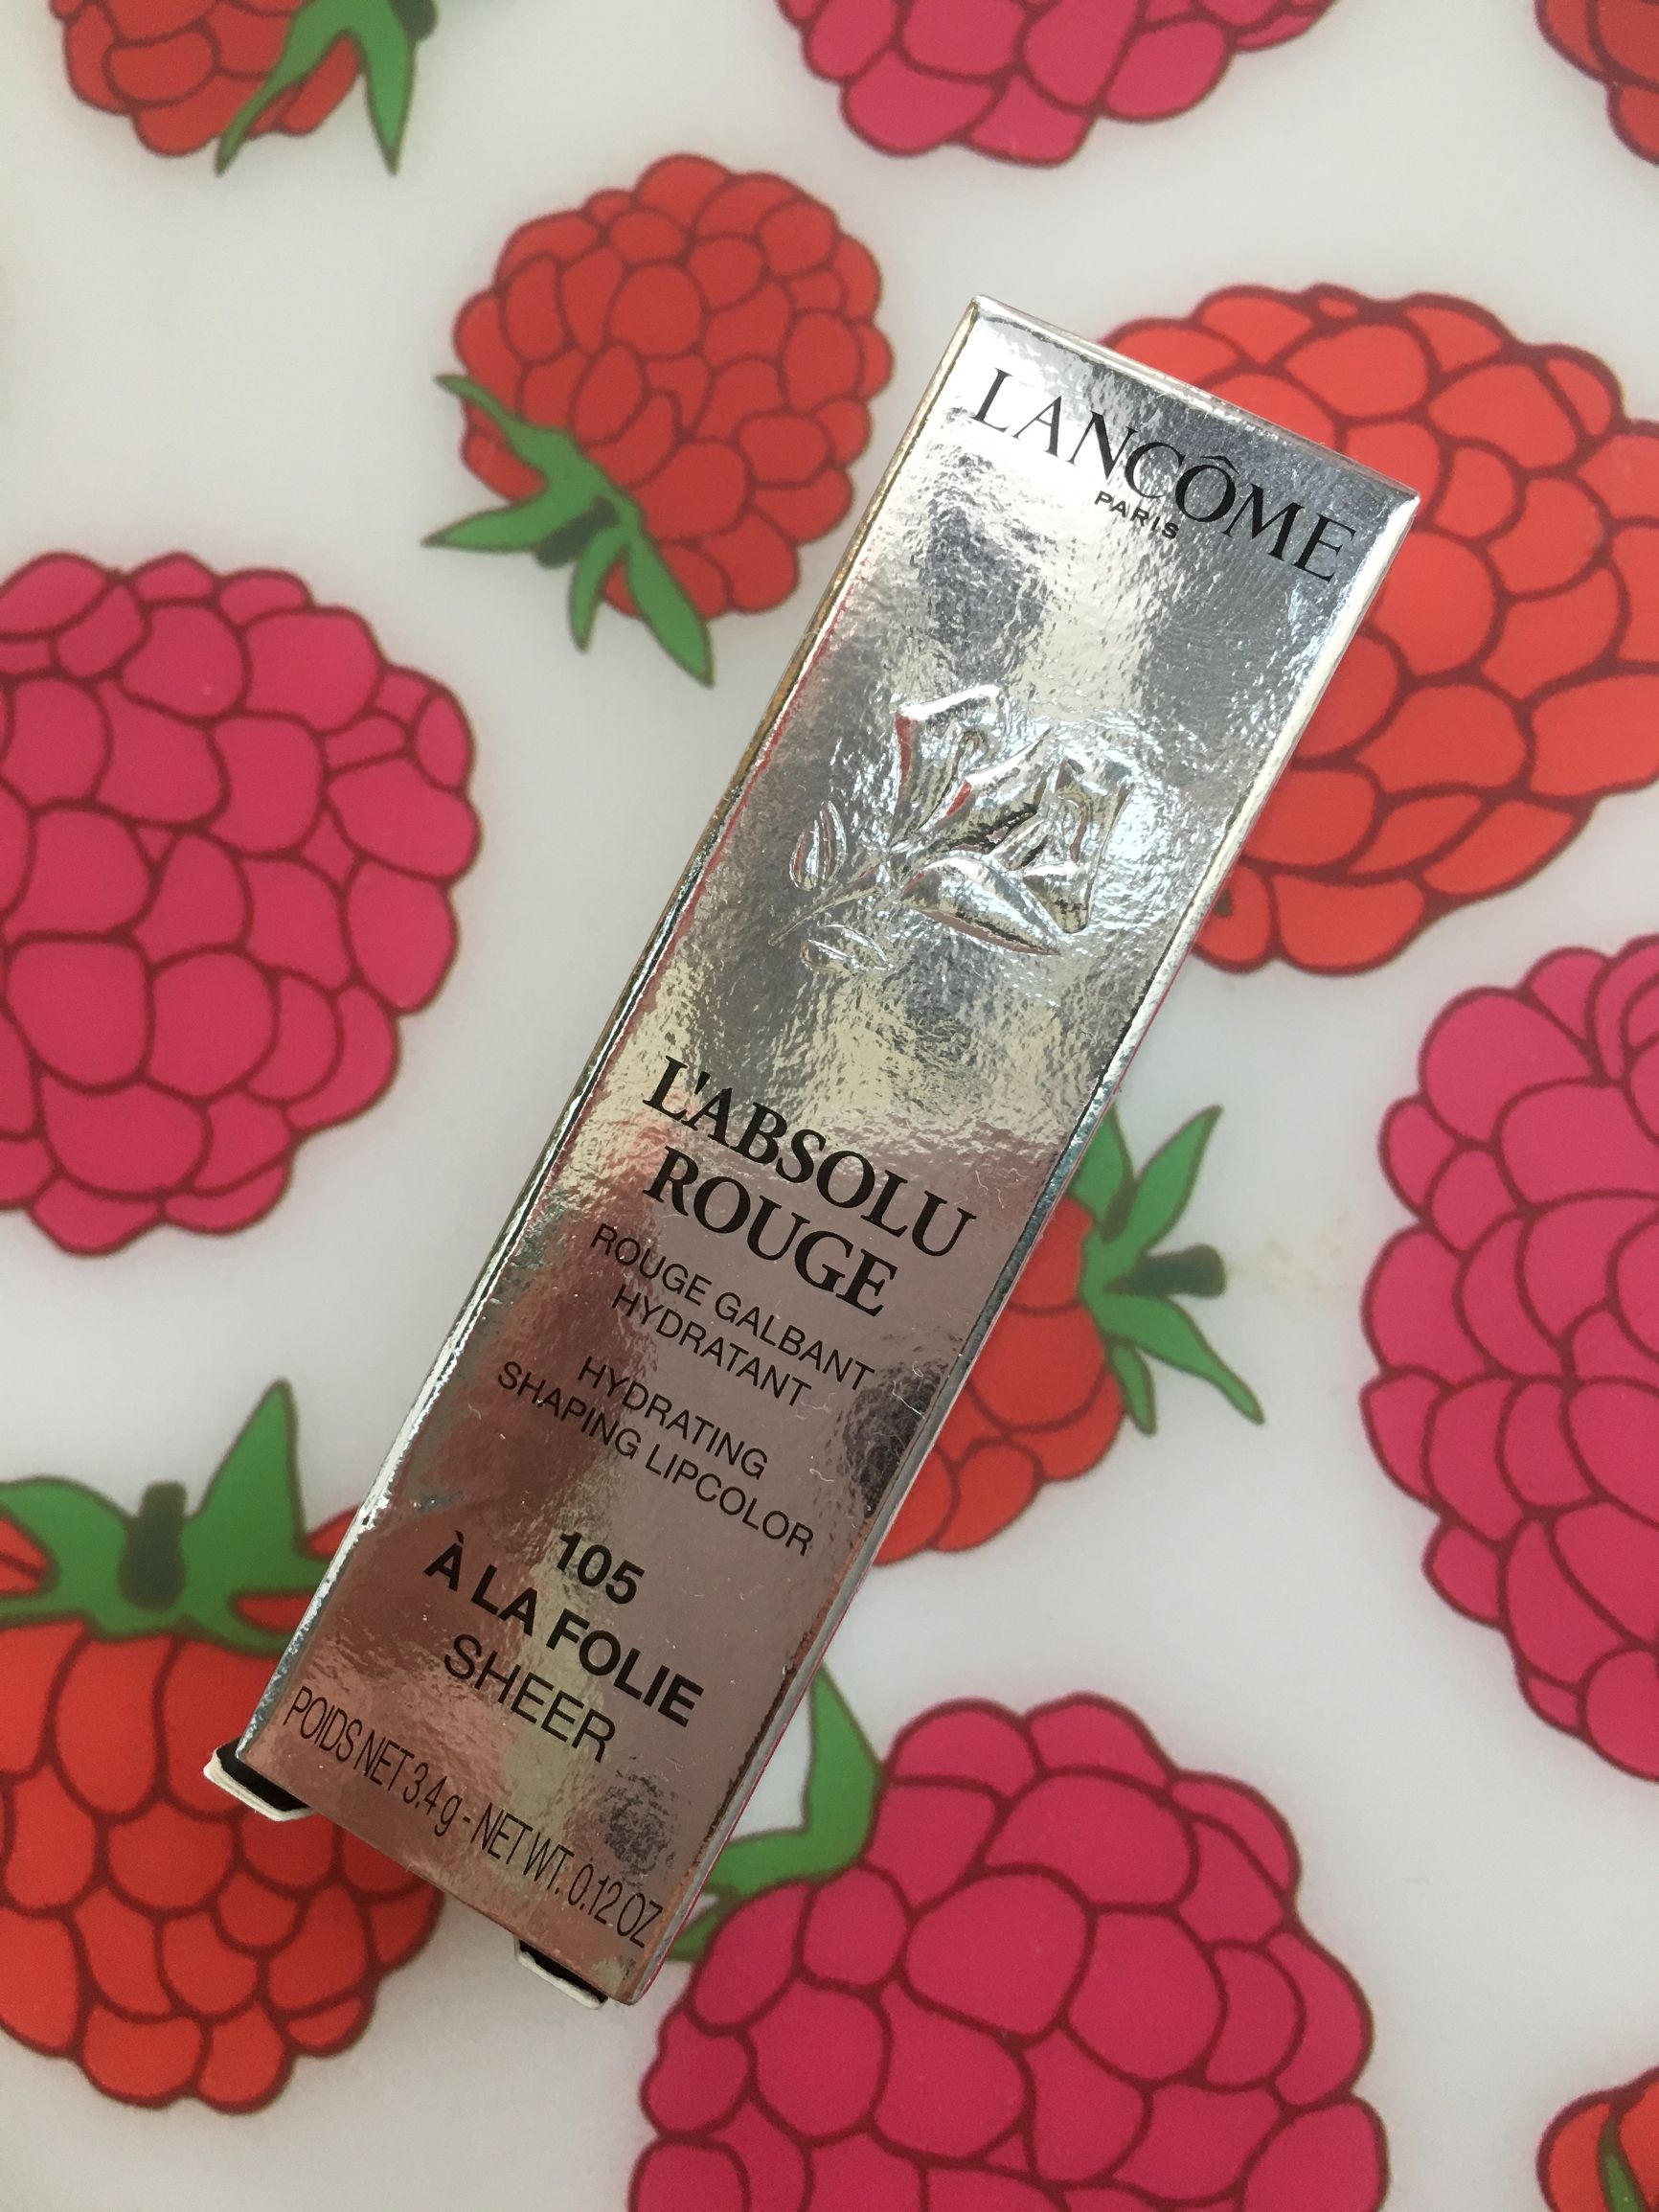 LANCÔME
PARIS
L'ABSOLU
ROUGE
ROUGE GALBANT
HYDRATANT
HYDRATING
SHAPING LIPCOLOR
105
À LA FOLIE
SHEER
POIDS NET 3.4 g - NET WT. 0.12 OZ